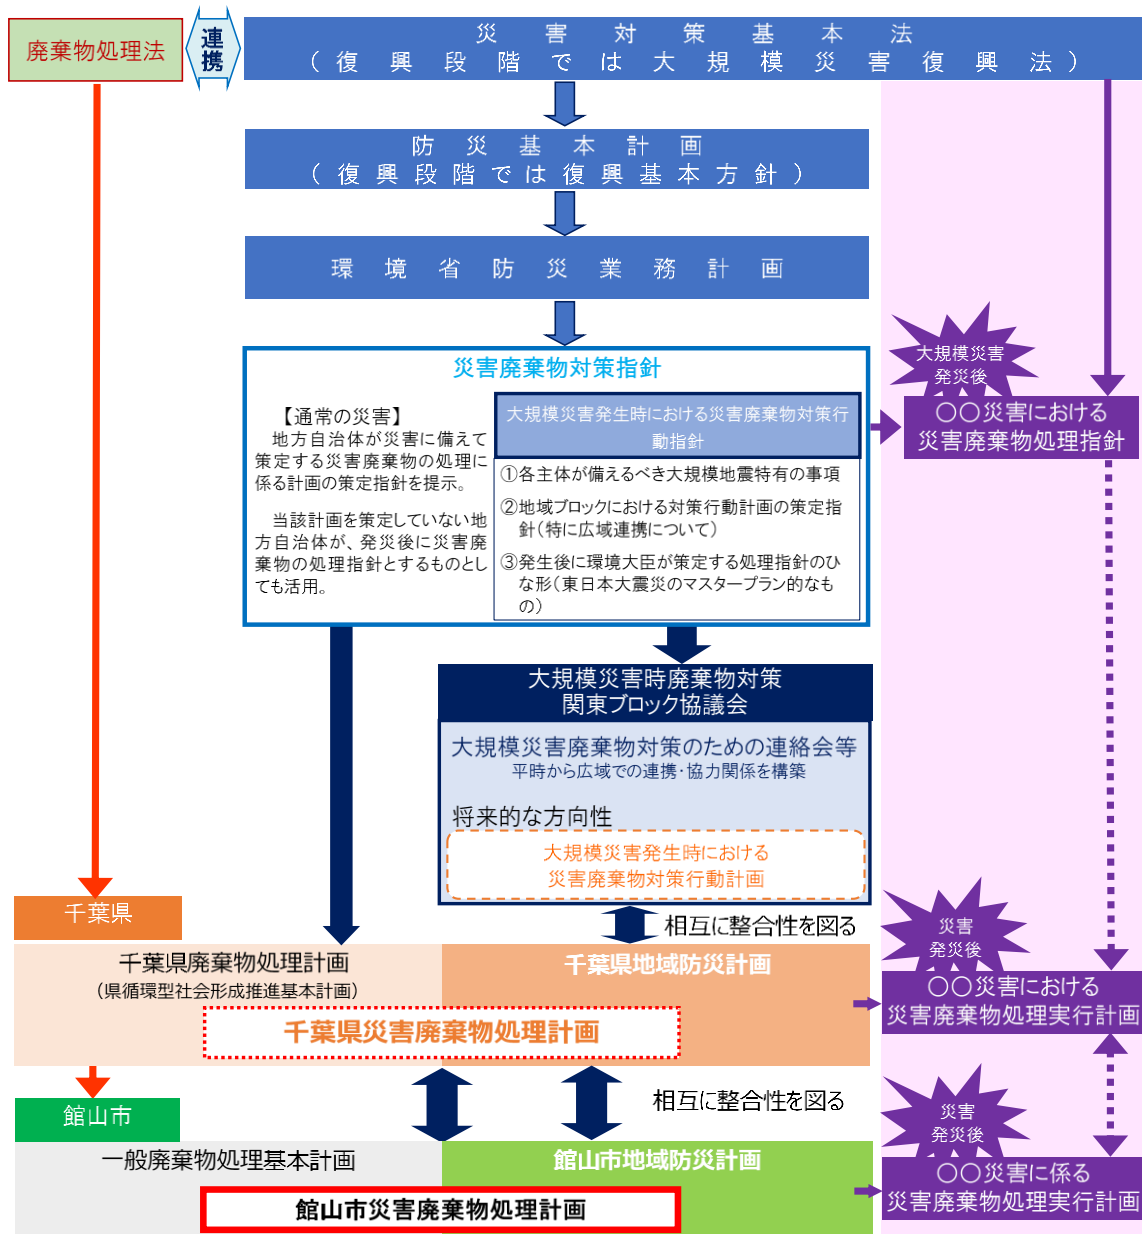 廃棄物処理法
連携
災害対策基本法
（復興段階では大規模災害復興法）
防災基本計画
（復興段階では復興基本方針）
環境省防災業務計画
災害廃棄物対策指針
【通常の災害】
地方自治体が災害に備えて
策定する災害廃棄物の処理に
係る計画の策定指針を提示。
当該計画を策定していない地
方自治体が、発災後に災害廃
棄物の処理指針とするものとし
ても活用。
大規模災害発生時における災害廃棄物対策行
動指針
①各主体が備えるべき大規模地震特有の事項
②地域ブロックにおける対策行動計画の策定指
針（特に広域連携について）
③発生後に環境大臣が策定する処理指針のひ
な形（東日本大震災のマスタープラン的なも
の）
大規模災害
発災後
〇〇災害における
災害廃棄物処理指針
大規模災害時廃棄物対策
関東ブロック協議会
大規模災害廃棄物対策のための連絡会等
平時から広域での連携・協力関係を構築
将来的な方向性
大規模災害発生時における
災害廃棄物対策行動計画
相互に整合性を図る
千葉県
千葉県廃棄物処理計画
（県循環型社会形成推進基本計画）
千葉県地域防災計画
千葉県災害廃棄物処理計画
災害
発災後
〇〇災害における
災害廃棄物処理実行計画
相互に整合性を図る
館山市
一般廃棄物処理基本計画
館山市地域防災計画
館山市災害廃棄物処理計画
災害
発災後
〇〇災害に係る
災害廃棄物処理実行計画